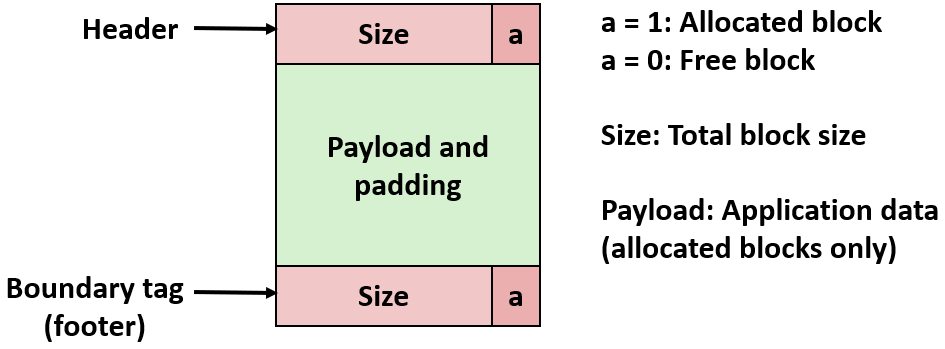 Header
Size
a
Payload and
padding
Boundary tag
(footer)
Size
a
a = 1: Allocated block
a = 0: Free block
Size: Total block size
Payload: Application data
(allocated blocks only)